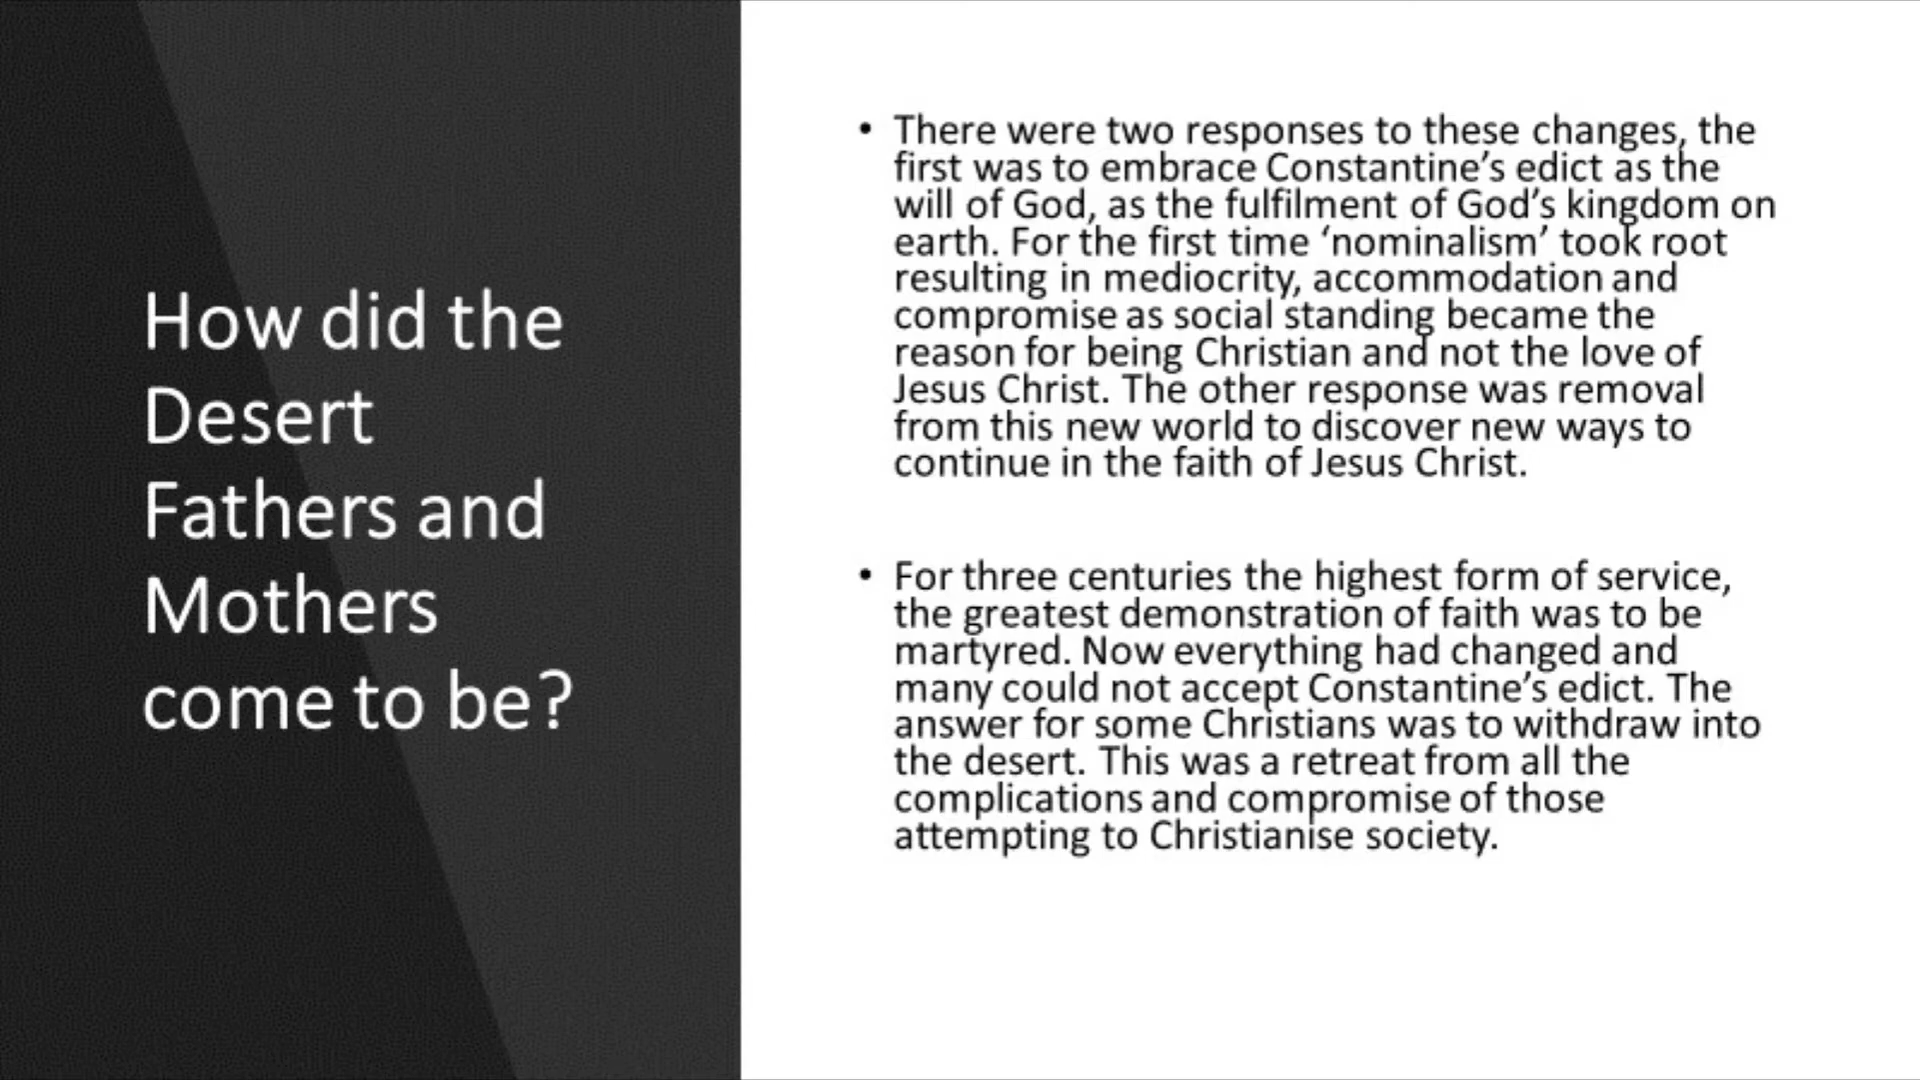 How did the
Desert
Fathers and
Mothers
come to be?
• There were two responses to these changes, the
first was to embrace Constantine’s edict as the
will of God, as the fulfilment of God’s kingdom on
earth. For the first time ‘nominalism’ took root
resulting in mediocrity, accommodation and
compromise as social standing became the
reason for being Christian and not the love of
Jesus Christ. The other response was removal
from this new world to discover new ways to
continue in the faith of Jesus Christ.
• For three centuries the highest form of service,
the greatest demonstration of faith was to be
martyred. Now everything had changed and
many could not accept Constantine’s edict. The
answer for some Christians was to withdraw into
the desert. This was a retreat from all the
complications and compromise of those
attempting to Christianise society.